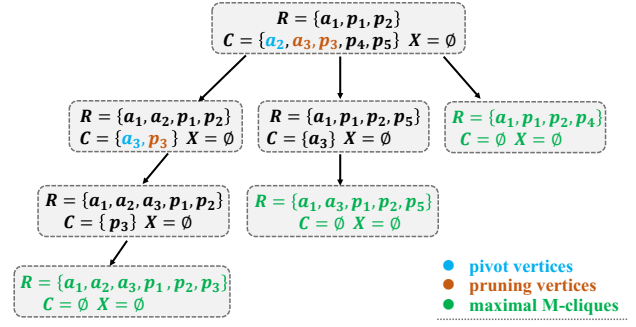 R = {a₁, p₁, p₂}
C = {a₂, a₃, p₃, p₄, p₅} X = ∅
R = {a₁, a₂, p₁, p₂}
C = {a₃, p₃} X = ∅
R = {a₁, p₁, p₂, p₅}
C = {a₃} X = ∅
R = {a₁, p₁, p₂, p₄}
C = ∅ X = ∅
R = {a₁, a₂, a₃, p₁, p₂}
C = { p₃} X = ∅
R = {a₁, a₃, p₁, p₂, p₅}
C = ∅ X = ∅
R = {a₁, a₂, a₃, p₁, p₂, p₃}
C = ∅ X = ∅
pivot vertices
pruning vertices
maximal M-cliques